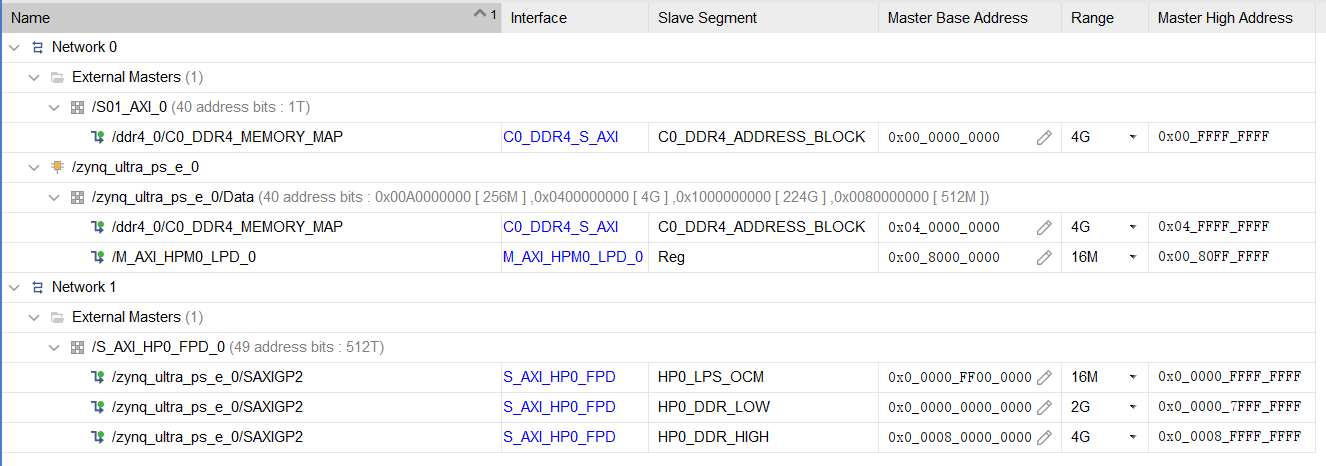 Name 1 Interface Slave Segment Master Base Address Range Master High Address
Network 0
External Masters (1)
/S01_AXI_0 (40 address bits : 1T)
/ddr4_0/C0_DDR4_MEMORY_MAP C0_DDR4_S_AXI C0_DDR4_ADDRESS_BLOCK 0x00_0000_0000 4G 0x00_FFFF_FFFF
/zynq_ultra_ps_e_0
/zynq_ultra_ps_e_0/Data (40 address bits : 0x00A0000000 [ 256M ] ,0x0400000000 [ 4G ] ,0x1000000000 [ 224G ] ,0x0080000000 [ 512M ])
/ddr4_0/C0_DDR4_MEMORY_MAP C0_DDR4_S_AXI C0_DDR4_ADDRESS_BLOCK 0x04_0000_0000 4G 0x04_FFFF_FFFF
/M_AXI_HPM0_LPD_0 M_AXI_HPM0_LPD_0 Reg 0x00_8000_0000 16M 0x00_80FF_FFFF
Network 1
External Masters (1)
/S_AXI_HP0_FPD_0 (49 address bits : 512T)
/zynq_ultra_ps_e_0/SAXIGP2 S_AXI_HP0_FPD HP0_LPS_OCM 0x0_0000_FF00_0000 16M 0x0_0000_FFFF_FFFF
/zynq_ultra_ps_e_0/SAXIGP2 S_AXI_HP0_FPD HP0_DDR_LOW 0x0_0000_0000_0000 2G 0x0_0000_7FFF_FFFF
/zynq_ultra_ps_e_0/SAXIGP2 S_AXI_HP0_FPD HP0_DDR_HIGH 0x0_0008_0000_0000 4G 0x0_0008_FFFF_FFFF